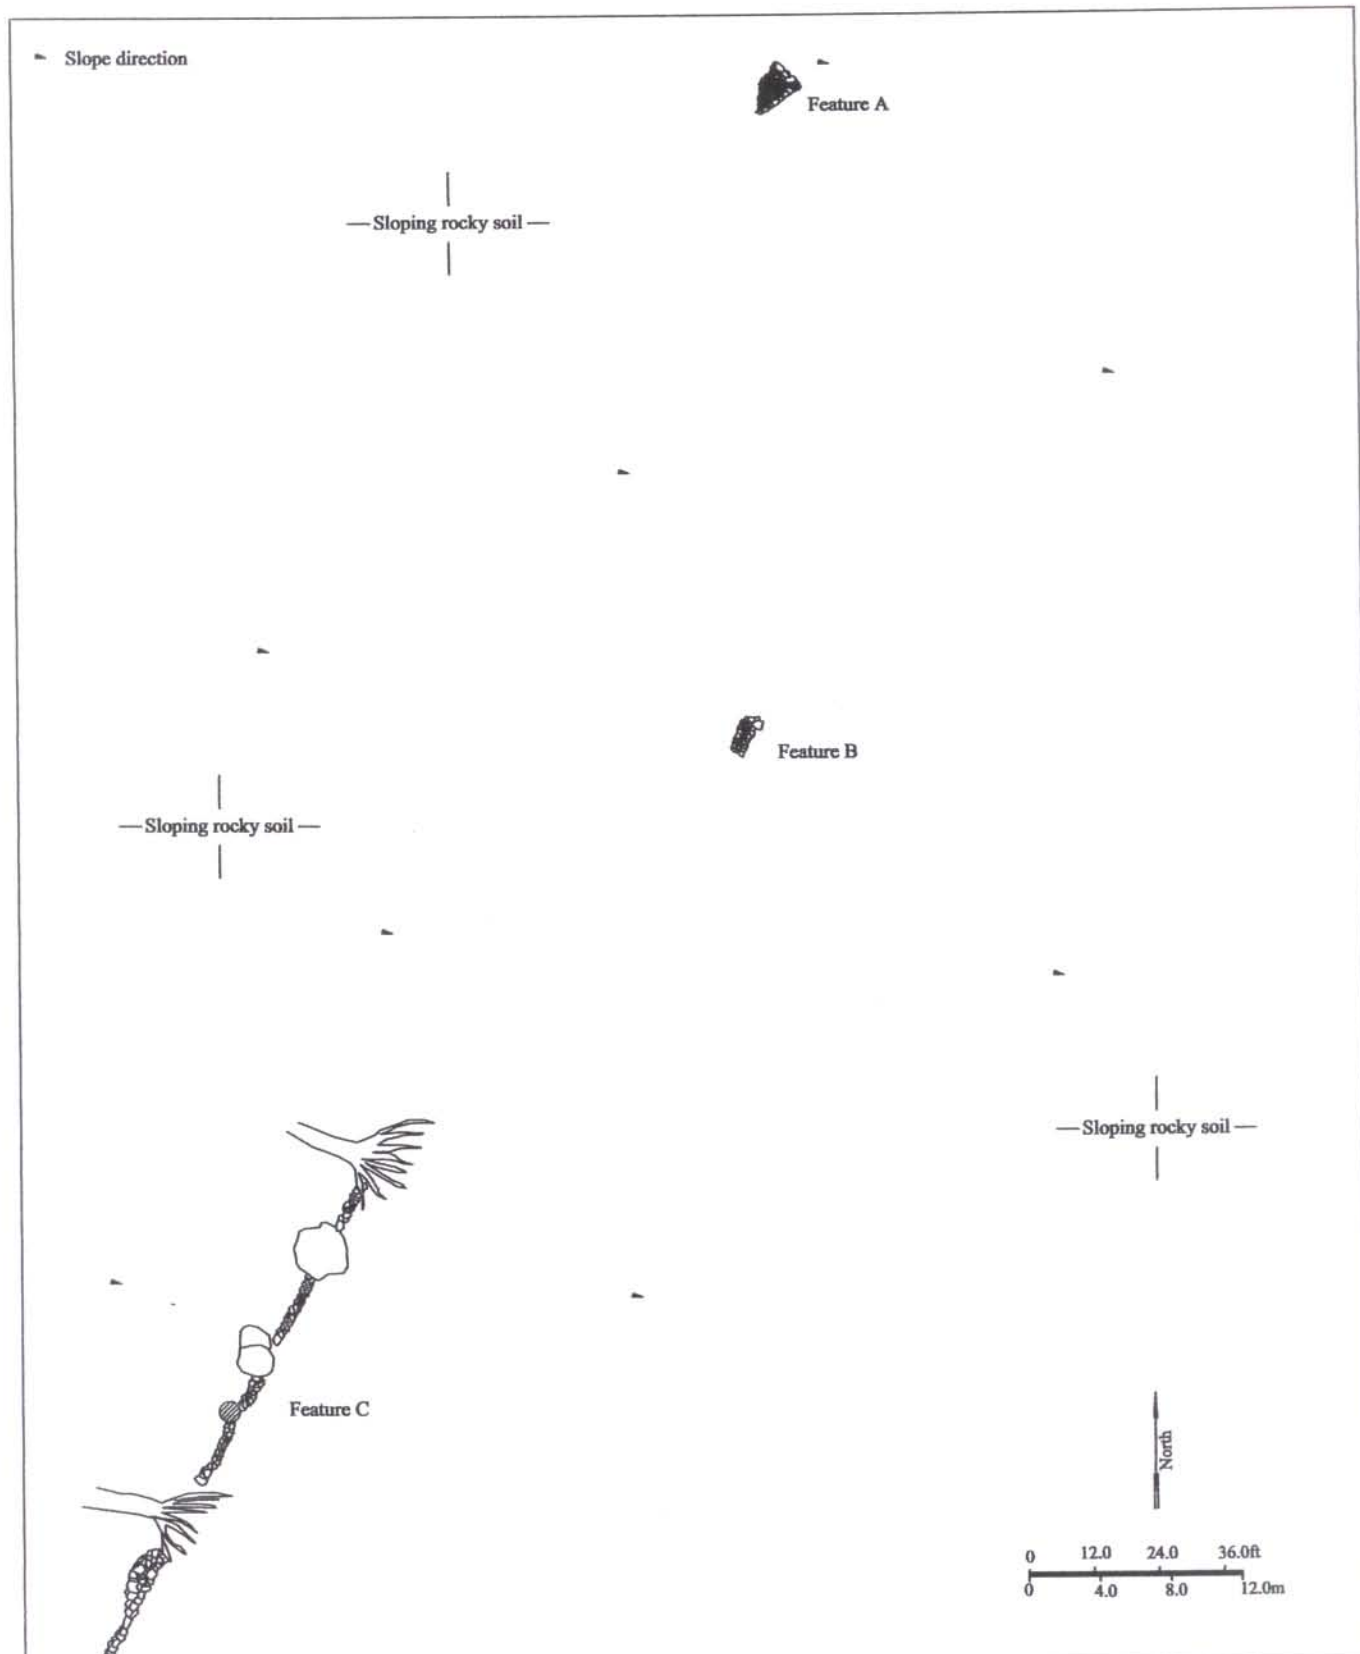 Slope direction
Feature A
Sloping rocky soil
Feature B
Sloping rocky soil
Sloping rocky soil
Feature C
North
0 12.0 24.0 36.0ft
0 4.0 8.0 12.0m